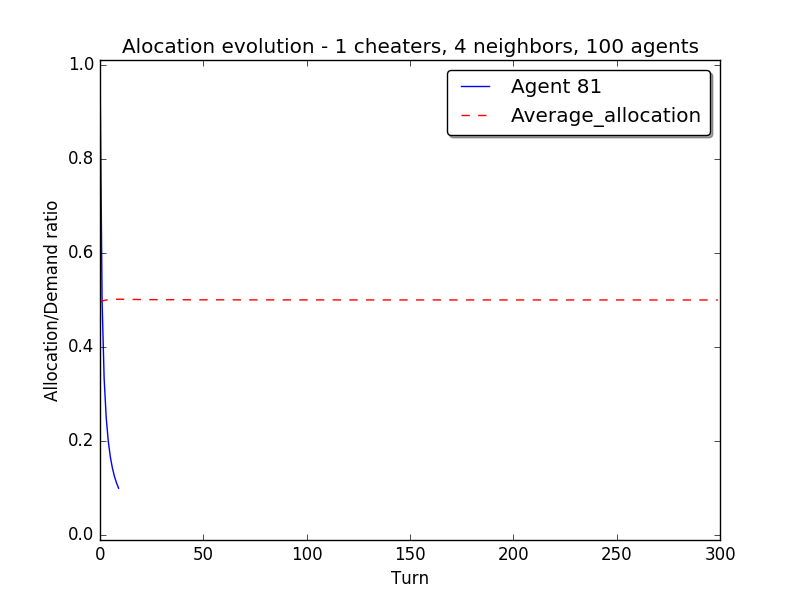 Alocation evolution - 1 cheaters, 4 neighbors, 100 agents
Agent 81
Average_allocation
Allocation/Demand ratio
1.0
0.8
0.6
0.4
0.2
0.0
0 50 100 150 200 250 300
Turn